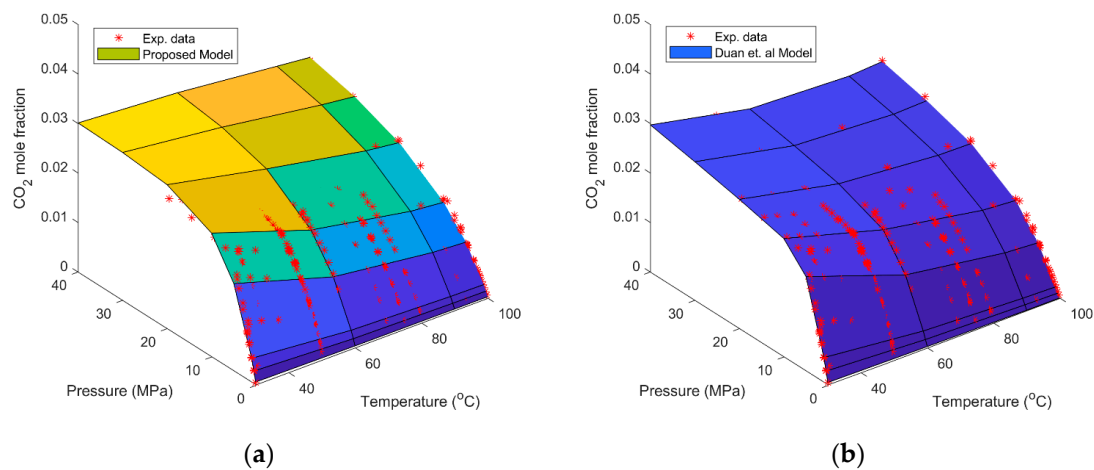 0.05
Exp. data
Proposed Model
0.04
0.03
0.02
0.01
0
CO2 mole fraction
40
30
20
10
0
Pressure (MPa)
40
60
80
100
Temperature (°C)
(a)
0.05
Exp. data
Duan et. al Model
0.04
0.03
0.02
0.01
0
CO2 mole fraction
40
30
20
10
0
Pressure (MPa)
40
60
80
100
Temperature (°C)
(b)